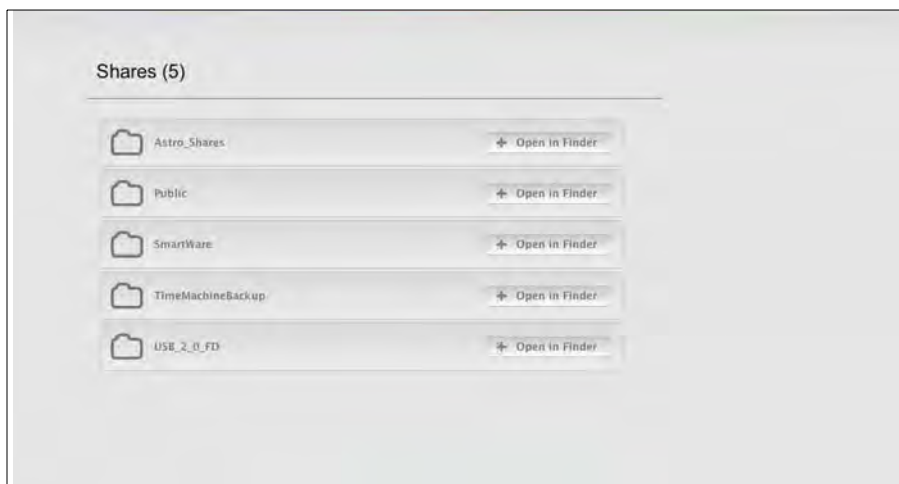 Shares (5)
Astro_Shares + Open in Finder
Public + Open in Finder
SmartWare + Open in Finder
TimeMachineBackup + Open in Finder
USB_2_0_FD + Open in Finder